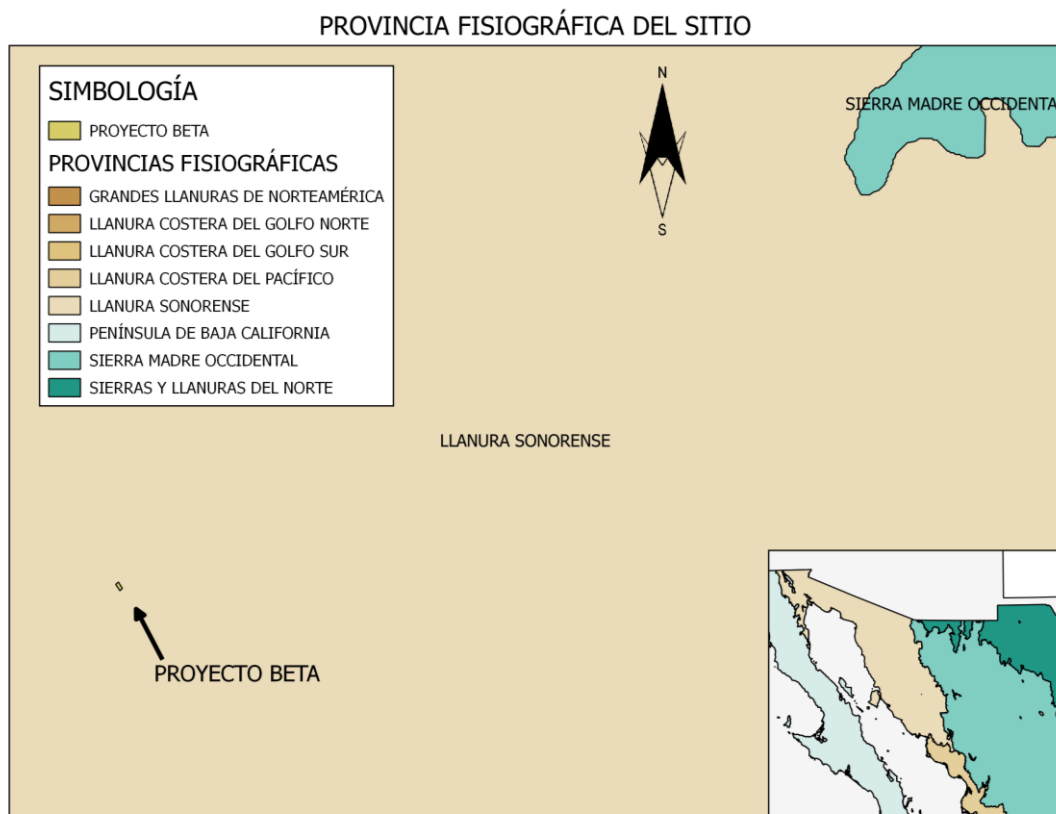 PROVINCIA FISIOGRÁFICA DEL SITIO
SIMBOLOGÍA
PROYECTO BETA
PROVINCIAS FISIOGRÁFICAS
GRANDES LLANURAS DE NORTEAMÉRICA
LLANURA COSTERA DEL GOLFO NORTE
LLANURA COSTERA DEL GOLFO SUR
LLANURA COSTERA DEL PACÍFICO
LLANURA SONORENSE
PENÍNSULA DE BAJA CALIFORNIA
SIERRA MADRE OCCIDENTAL
SIERRAS Y LLANURAS DEL NORTE
N
S
SIERRA MADRE OCCIDENTA
LLANURA SONORENSE
PROYECTO BETA